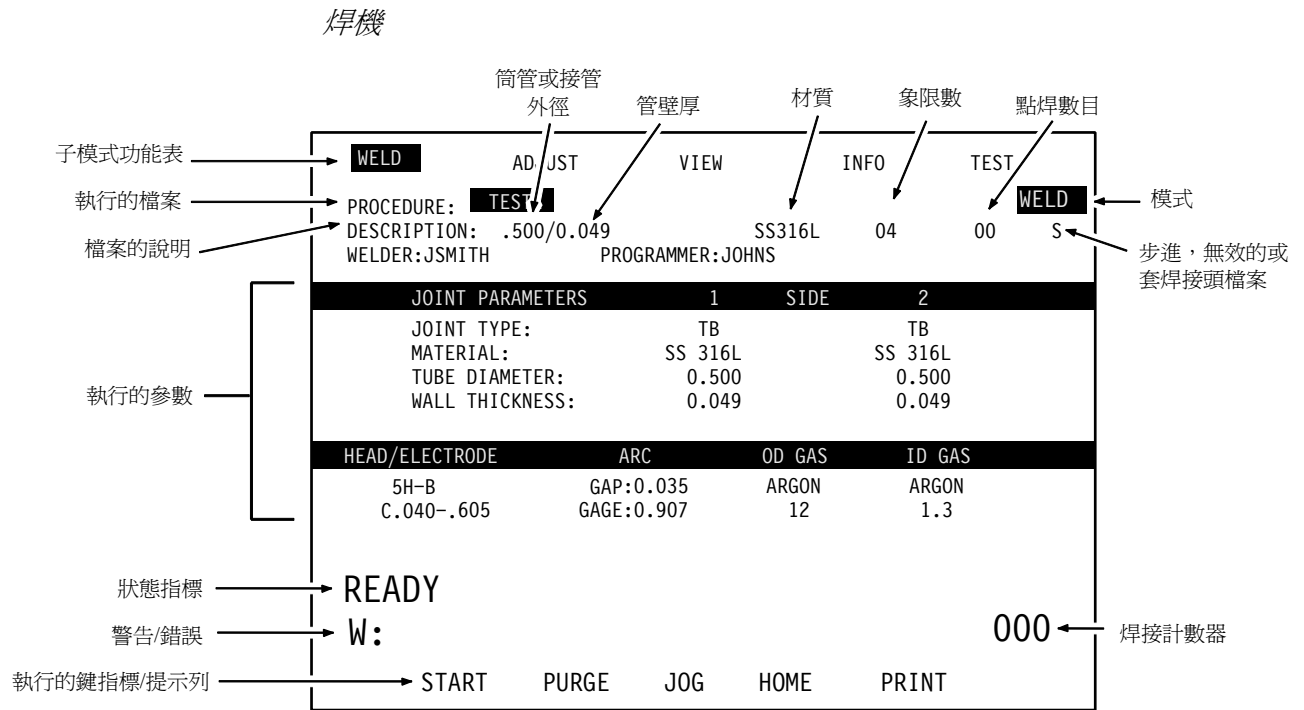 焊機
筒管或接管
外徑
管壁厚
材質
象限數
點焊數目
子模式功能表
WELD ADJUST VIEW INFO TEST
執行的檔案
PROCEDURE: TEST
WELD
模式
檔案的說明
DESCRIPTION: .500/0.049 SS316L 04 00 S
步進，無效的或
套焊接頭檔案
WELDER:JSMITH PROGRAMMER:JOHNS
執行的參數
JOINT PARAMETERS 1 SIDE 2
JOINT TYPE: TB TB
MATERIAL: SS 316L SS 316L
TUBE DIAMETER: 0.500 0.500
WALL THICKNESS: 0.049 0.049
HEAD/ELECTRODE ARC OD GAS ID GAS
5H-B GAP:0.035 ARGON ARGON
C.040-.605 GAGE:0.907 12 1.3
狀態指標
READY
警告/錯誤
W:
000
焊接計數器
執行的鍵指標/提示列
START PURGE JOG HOME PRINT